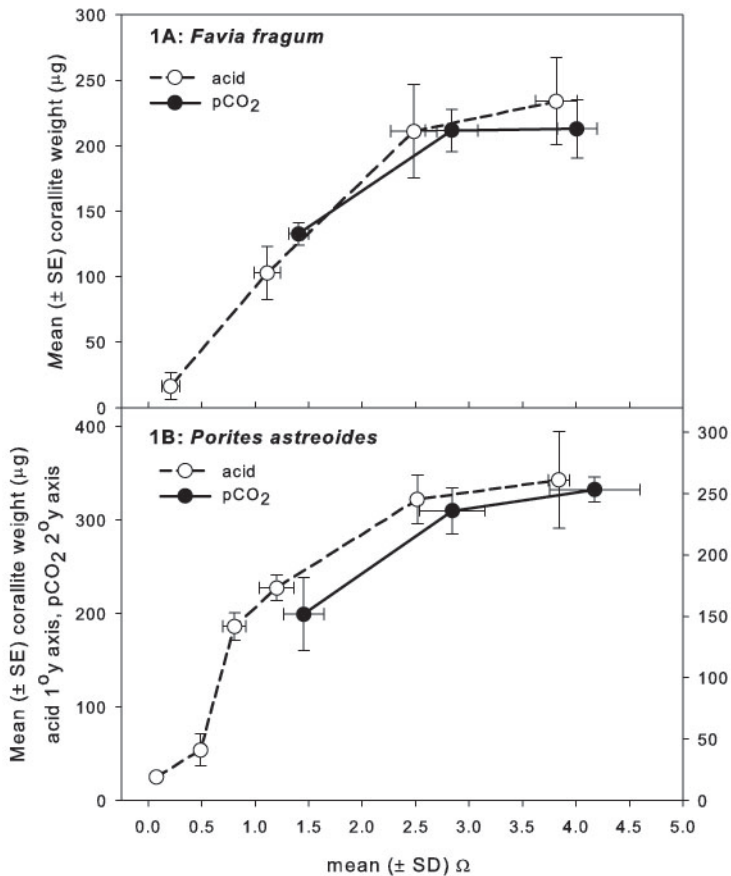 300
1A: Favia fragum
acid
pCO2
250
200
150
100
50
0
Mean (± SE) corallite weight (µg)
400
300
200
100
0
1B: Porites astreoides
acid
pCO2
300
250
200
150
100
50
0
Mean (± SE) corallite weight (µg)
acid 1°y axis, pCO2 2°y axis
0.0 0.5 1.0 1.5 2.0 2.5 3.0 3.5 4.0 4.5 5.0
mean (± SD) Ω